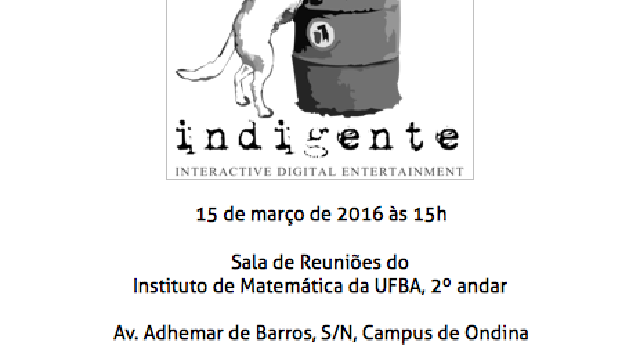 indigente
INTERACTIVE DIGITAL ENTERTAINMENT
15 de março de 2016 às 15h
Sala de Reuniões do
Instituto de Matemática da UFBA, 2º andar
Av. Adhemar de Barros, S/N, Campus de Ondina